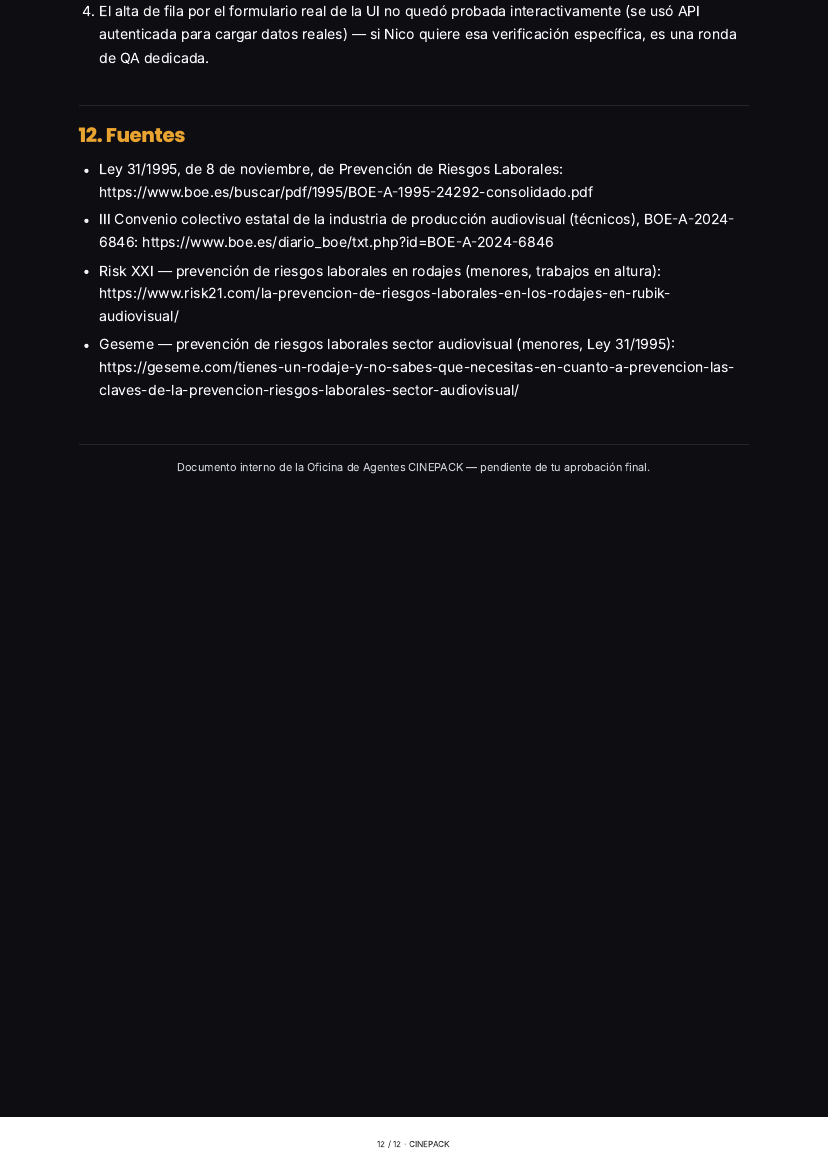 4. El alta de fila por el formulario real de la UI no quedó probada interactivamente (se usó API
autenticada para cargar datos reales) — si Nico quiere esa verificación específica, es una ronda
de QA dedicada.
12. Fuentes
• Ley 31/1995, de 8 de noviembre, de Prevención de Riesgos Laborales:
https://www.boe.es/buscar/pdf/1995/BOE-A-1995-24292-consolidado.pdf
• III Convenio colectivo estatal de la industria de producción audiovisual (técnicos), BOE-A-2024-
6846: https://www.boe.es/diario_boe/txt.php?id=BOE-A-2024-6846
• Risk XXI — prevención de riesgos laborales en rodajes (menores, trabajos en altura):
https://www.risk21.com/la-prevencion-de-riesgos-laborales-en-los-rodajes-en-rubik-
audiovisual/
• Geseme — prevención de riesgos laborales sector audiovisual (menores, Ley 31/1995):
https://geseme.com/tienes-un-rodaje-y-no-sabes-que-necesitas-en-cuanto-a-prevencion-las-
claves-de-la-prevencion-riesgos-laborales-sector-audiovisual/
Documento interno de la Oficina de Agentes CINEPACK — pendiente de tu aprobación final.
12 / 12 · CINEPACK